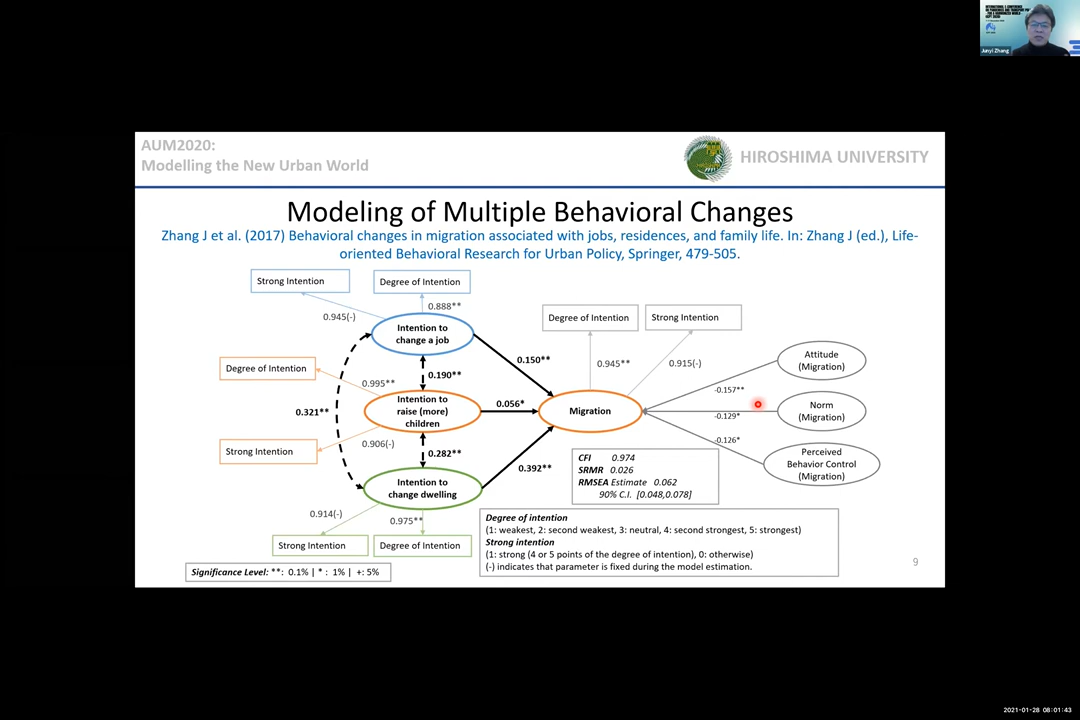 INTERNATIONAL E-CONFERENCE
ON PANDEMICS AND TRANSPORT POLICY
Junyi Zhang
AUM2020:
Modelling the New Urban World
HIROSHIMA UNIVERSITY
Modeling of Multiple Behavioral Changes
Zhang J et al. (2017) Behavioral changes in migration associated with jobs, residences, and family life. In: Zhang J (ed.), Life-
oriented Behavioral Research for Urban Policy, Springer, 479-505.
Strong Intention
Degree of Intention
0.945(-)
0.888**
Intention to
change a job
Degree of Intention
Strong Intention
0.945**
0.915(-)
0.150**
0.190**
Degree of Intention
0.995**
Intention to
raise (more)
children
0.321**
0.056*
Migration
Attitude
(Migration)
-0.157**
Norm
(Migration)
-0.129*
Perceived
Behavior Control
(Migration)
-0.126*
Strong Intention
0.906(-)
0.282**
0.392**
Intention to
change dwelling
0.914(-)
0.975**
Strong Intention
Degree of Intention
CFI 0.974
SRMR 0.026
RMSEA Estimate 0.062
90% C.I. [0.048,0.078]
Degree of intention
(1: weakest, 2: second weakest, 3: neutral, 4: second strongest, 5: strongest)
Strong intention
(1: strong (4 or 5 points of the degree of intention), 0: otherwise)
(-) indicates that parameter is fixed during the model estimation.
Significance Level: **: 0.1% | * : 1% | +: 5%
9
2021-01-28 08:01:43